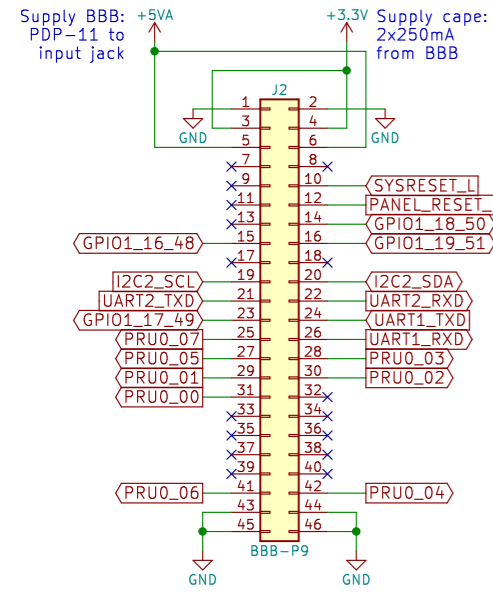 Supply BBB:
PDP-11 to
input jack
+5VA
+3.3V
Supply cape:
2x250mA
from BBB
J2
GND
GND
1 2
3 4
5 6
7 8
9 10 SYSRESET_L
11 12 PANEL_RESET_
13 14 GPIO1_18_50
GPIO1_16_48 15 16 GPIO1_19_51
17 18
I2C2_SCL 19 20 I2C2_SDA
UART2_TXD 21 22 UART2_RXD
GPIO1_17_49 23 24 UART1_TXD
PRU0_07 25 26 UART1_RXD
PRU0_05 27 28 PRU0_03
PRU0_01 29 30 PRU0_02
PRU0_00 31 32
33 34
35 36
37 38
39 40
PRU0_06 41 42 PRU0_04
43 44
45 46
BBB-P9
GND
GND